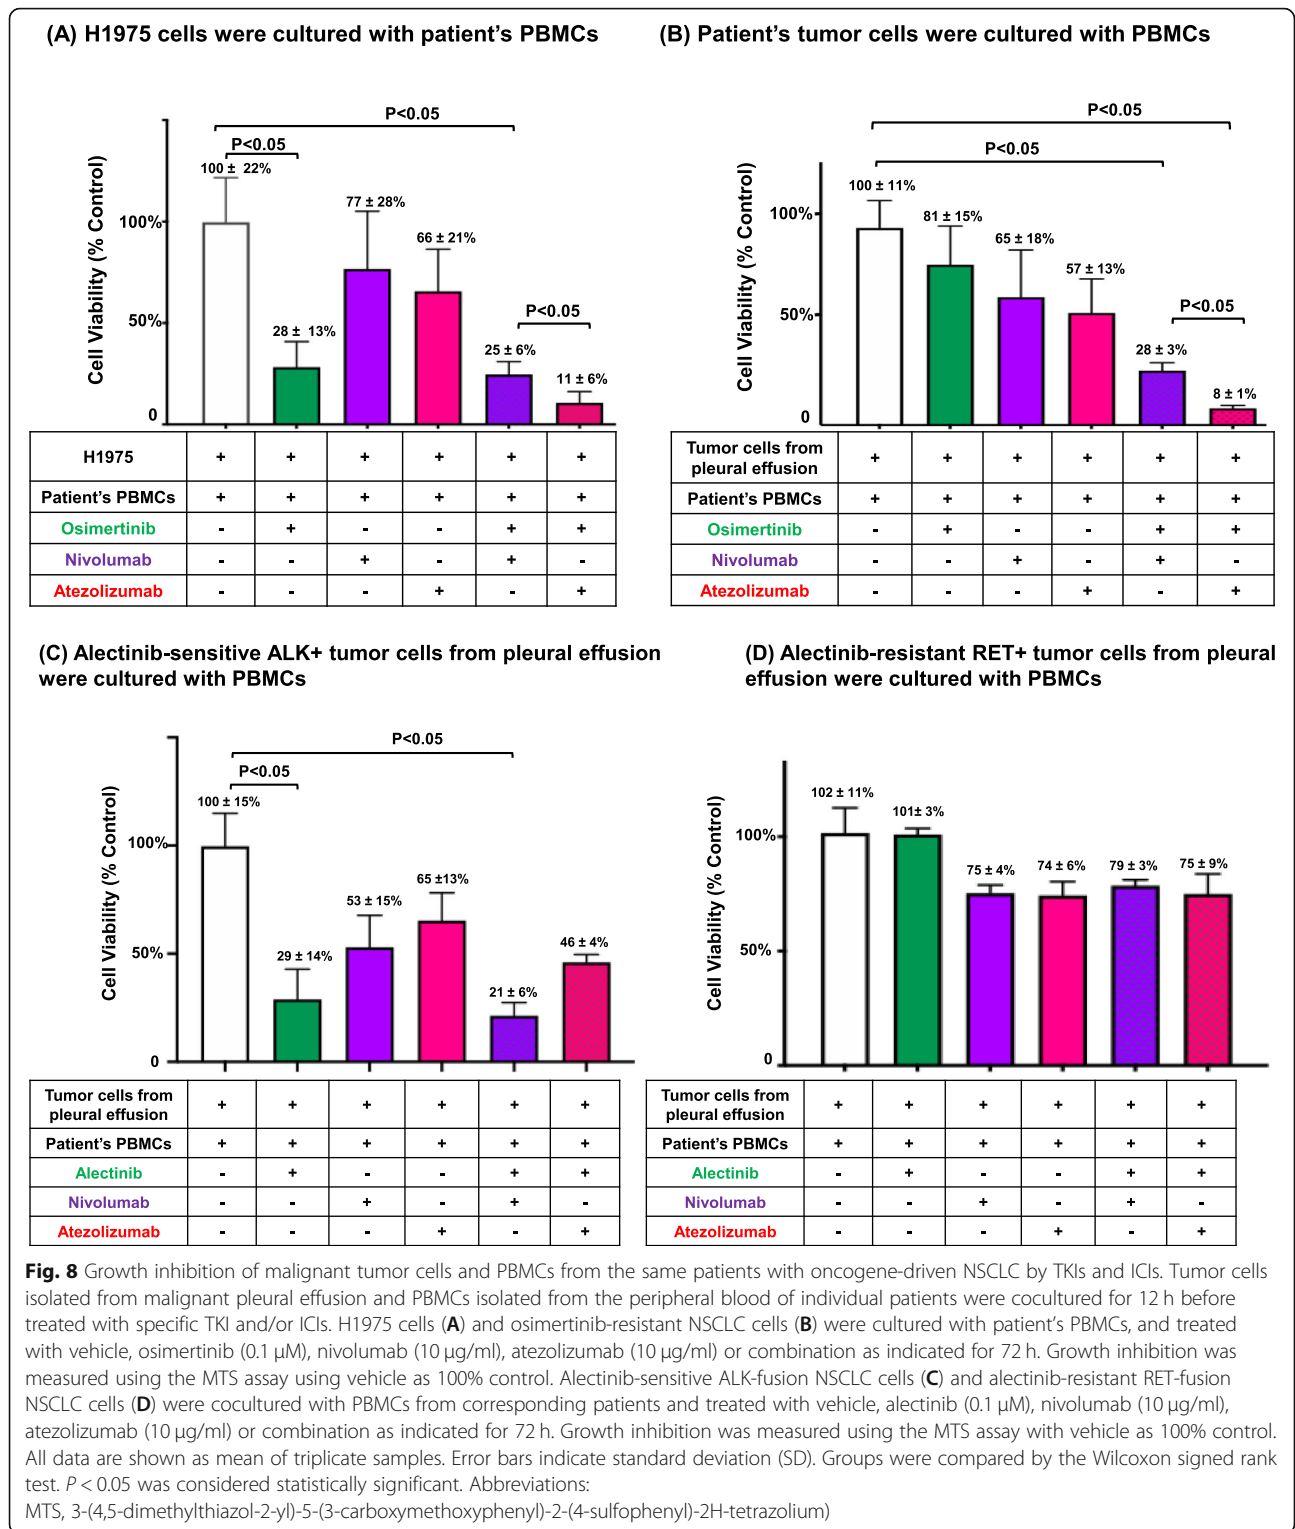 (A) H1975 cells were cultured with patient's PBMCs
Cell Viability (% Control)
P<0.05
P<0.05
100 ± 22%
77 ± 28%
66 ± 21%
100%
P<0.05
50%
28 ± 13%
25 ± 6%
11 ± 6%
0
H1975 + + + + + +
Patient's PBMCs + + + + + +
Osimertinib - + - - + +
Nivolumab - - + - + -
Atezolizumab - - - + - +
(B) Patient's tumor cells were cultured with PBMCs
Cell Viability (% Control)
P<0.05
P<0.05
100 ± 11%
100%
81 ± 15%
65 ± 18%
57 ± 13%
P<0.05
50%
28 ± 3%
8 ± 1%
0
Tumor cells from
pleural effusion + + + + + +
Patient's PBMCs + + + + + +
Osimertinib - + - - + +
Nivolumab - - + - + -
Atezolizumab - - - + - +
(C) Alectinib-sensitive ALK+ tumor cells from pleural effusion
were cultured with PBMCs
Cell Viability (% Control)
P<0.05
P<0.05
100 ± 15%
100%
65 ±13%
53 ± 15%
50%
29 ± 14%
46 ± 4%
21 ± 6%
0
Tumor cells from
pleural effusion + + + + + +
Patient's PBMCs + + + + + +
Alectinib - + - - + +
Nivolumab - - + - + -
Atezolizumab - - - + - +
(D) Alectinib-resistant RET+ tumor cells from pleural
effusion were cultured with PBMCs
Cell Viability (% Control)
102 ± 11%
101± 3%
100%
75 ± 4%
74 ± 6%
79 ± 3%
75 ± 9%
50%
0
Tumor cells from
pleural effusion + + + + + +
Patient's PBMCs + + + + + +
Alectinib - + - - + +
Nivolumab - - + - + -
Atezolizumab - - - + - +
Fig. 8 Growth inhibition of malignant tumor cells and PBMCs from the same patients with oncogene-driven NSCLC by TKIs and ICIs. Tumor cells
isolated from malignant pleural effusion and PBMCs isolated from the peripheral blood of individual patients were cocultured for 12 h before
treated with specific TKI and/or ICIs. H1975 cells (A) and osimertinib-resistant NSCLC cells (B) were cultured with patient's PBMCs, and treated
with vehicle, osimertinib (0.1 μM), nivolumab (10 μg/ml), atezolizumab (10 μg/ml) or combination as indicated for 72 h. Growth inhibition was
measured using the MTS assay using vehicle as 100% control. Alectinib-sensitive ALK-fusion NSCLC cells (C) and alectinib-resistant RET-fusion
NSCLC cells (D) were cocultured with PBMCs from corresponding patients and treated with vehicle, alectinib (0.1 μM), nivolumab (10 μg/ml),
atezolizumab (10 μg/ml) or combination as indicated for 72 h. Growth inhibition was measured using the MTS assay with vehicle as 100% control.
All data are shown as mean of triplicate samples. Error bars indicate standard deviation (SD). Groups were compared by the Wilcoxon signed rank
test. P < 0.05 was considered statistically significant. Abbreviations:
MTS, 3-(4,5-dimethylthiazol-2-yl)-5-(3-carboxymethoxyphenyl)-2-(4-sulfophenyl)-2H-tetrazolium)